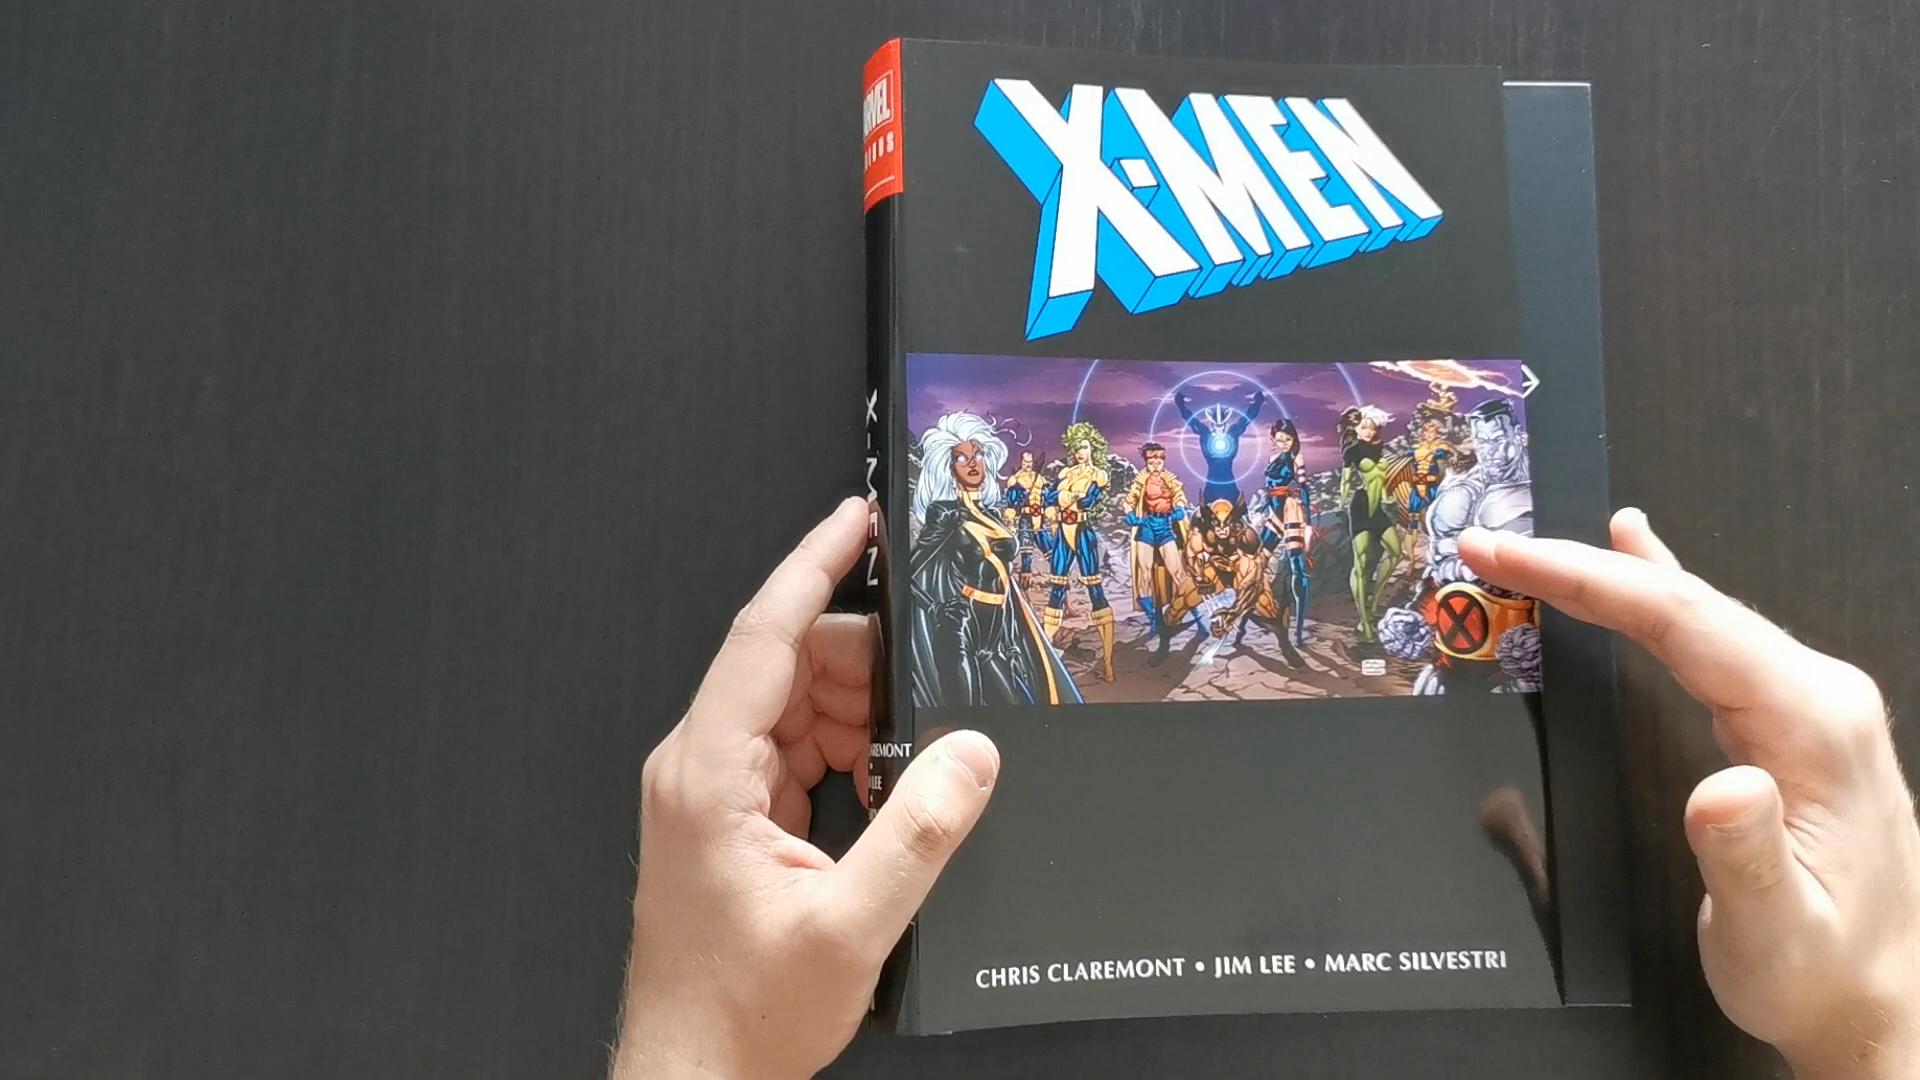 X-MEN
X-MEN
CHRIS CLAREMONT • JIM LEE • MARC SILVESTRI